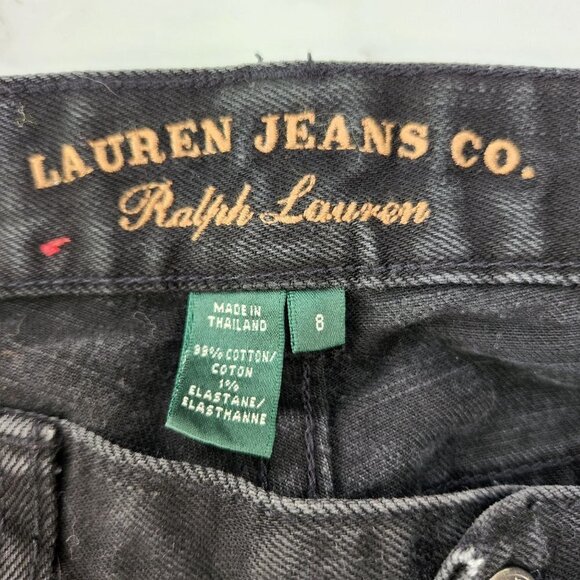 LAUREN JEANS CO.
Ralph Lauren
MADE IN
THAILAND
99% COTTON/
COTON
1%
ELASTANE/
ELASTHANNE
8